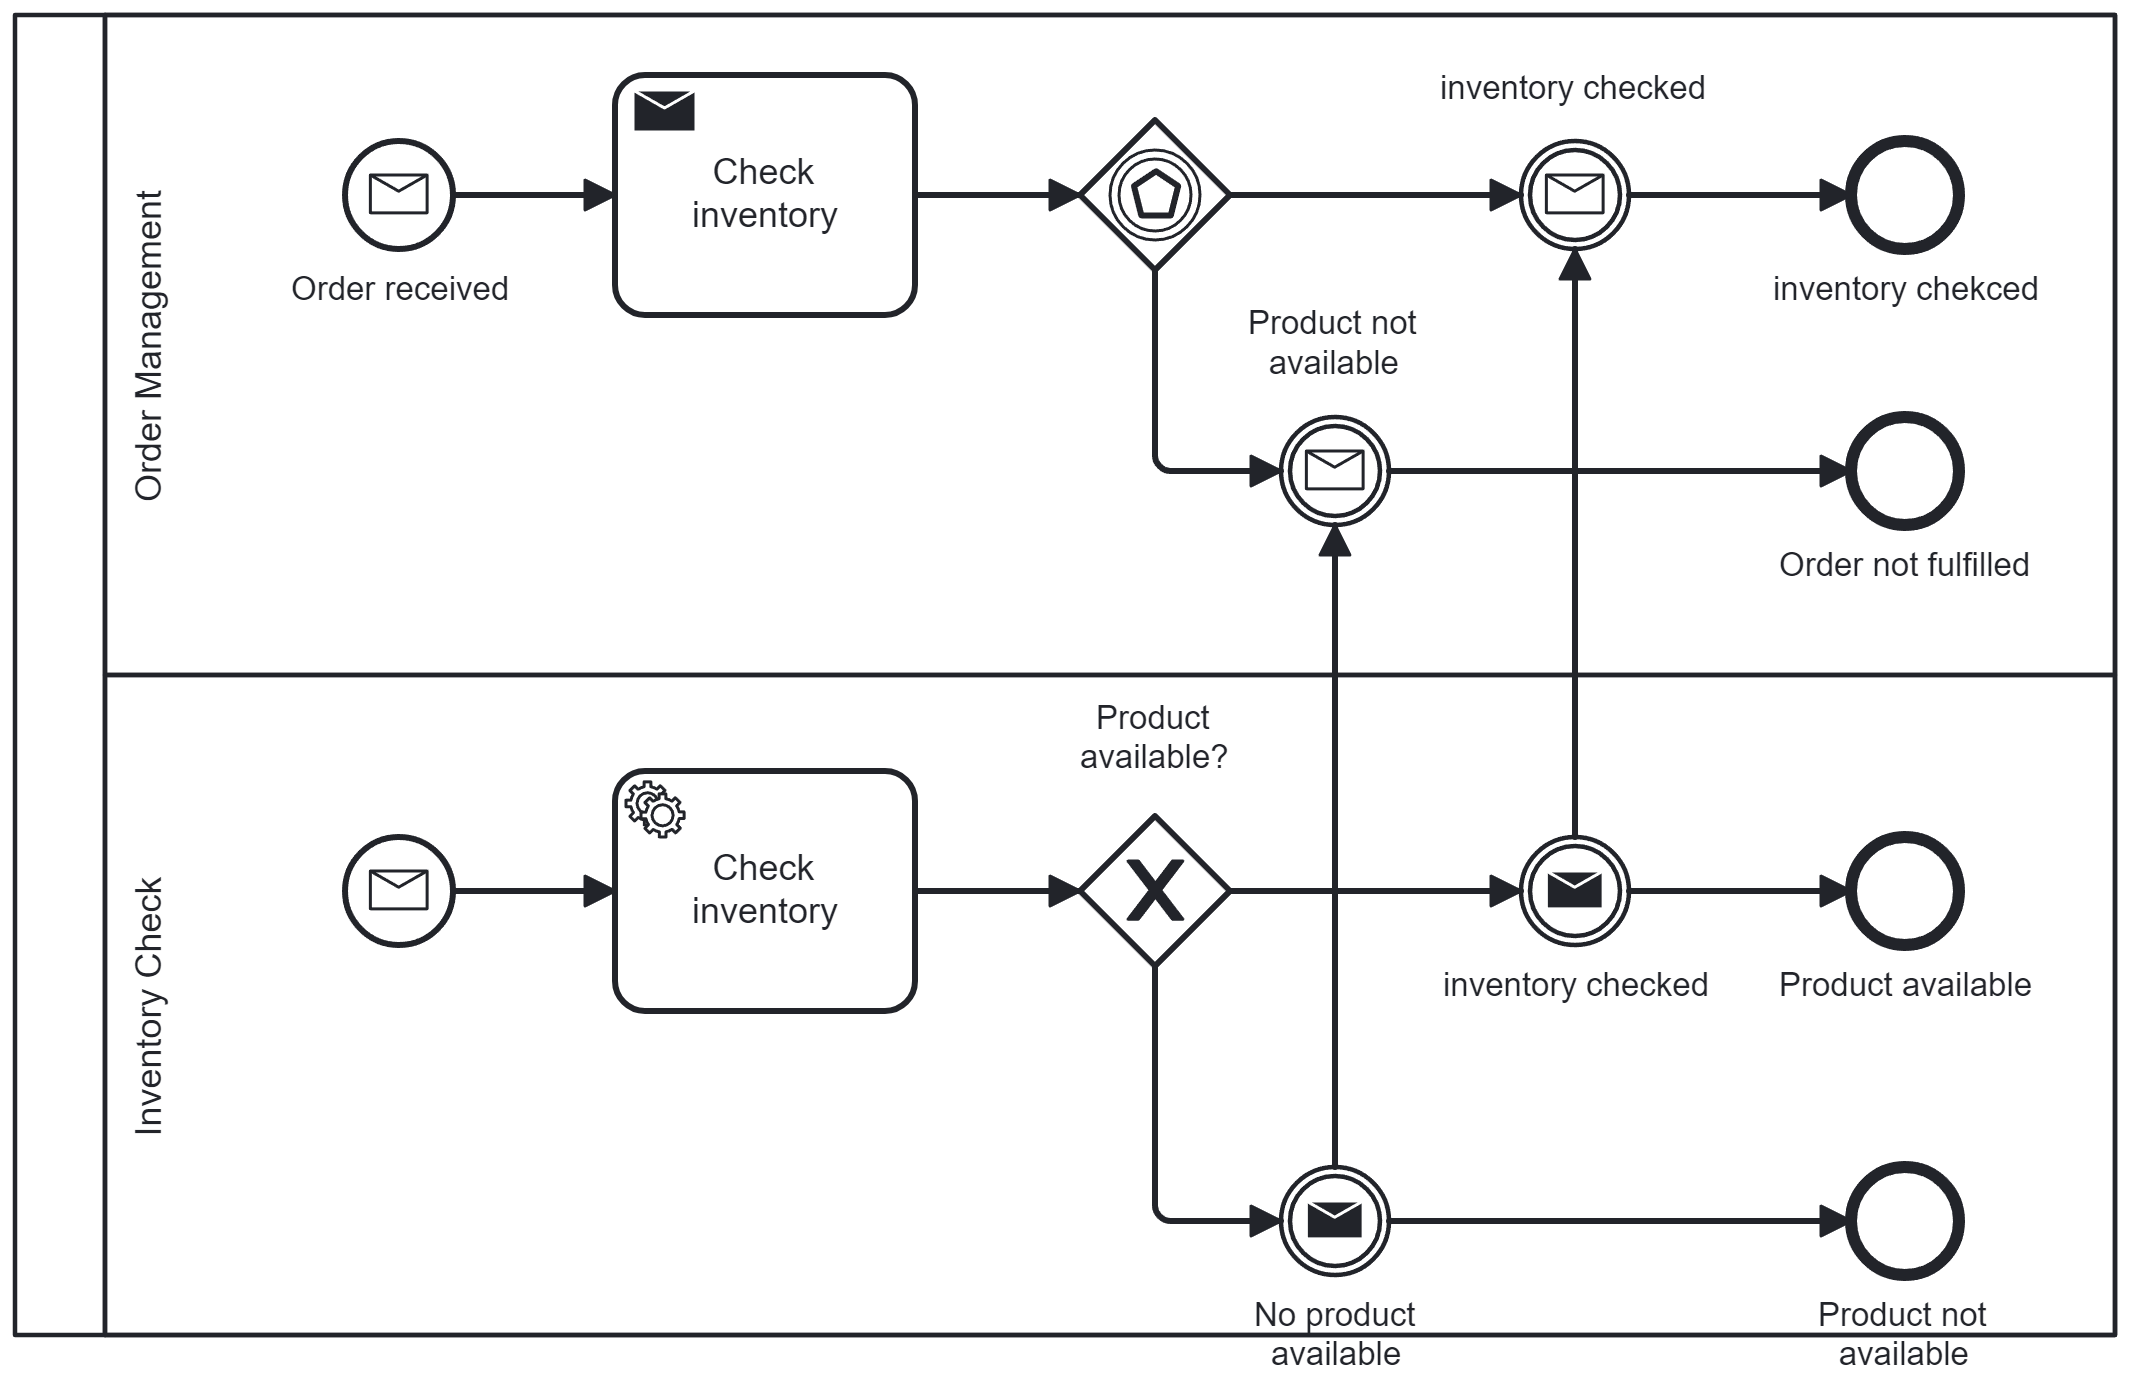 Order Management
Order received
Check
inventory
inventory checked
inventory chekced
Product not
available
Order not fulfilled
Inventory Check
Check
inventory
Product
available?
X
inventory checked
Product available
No product
available
Product not
available